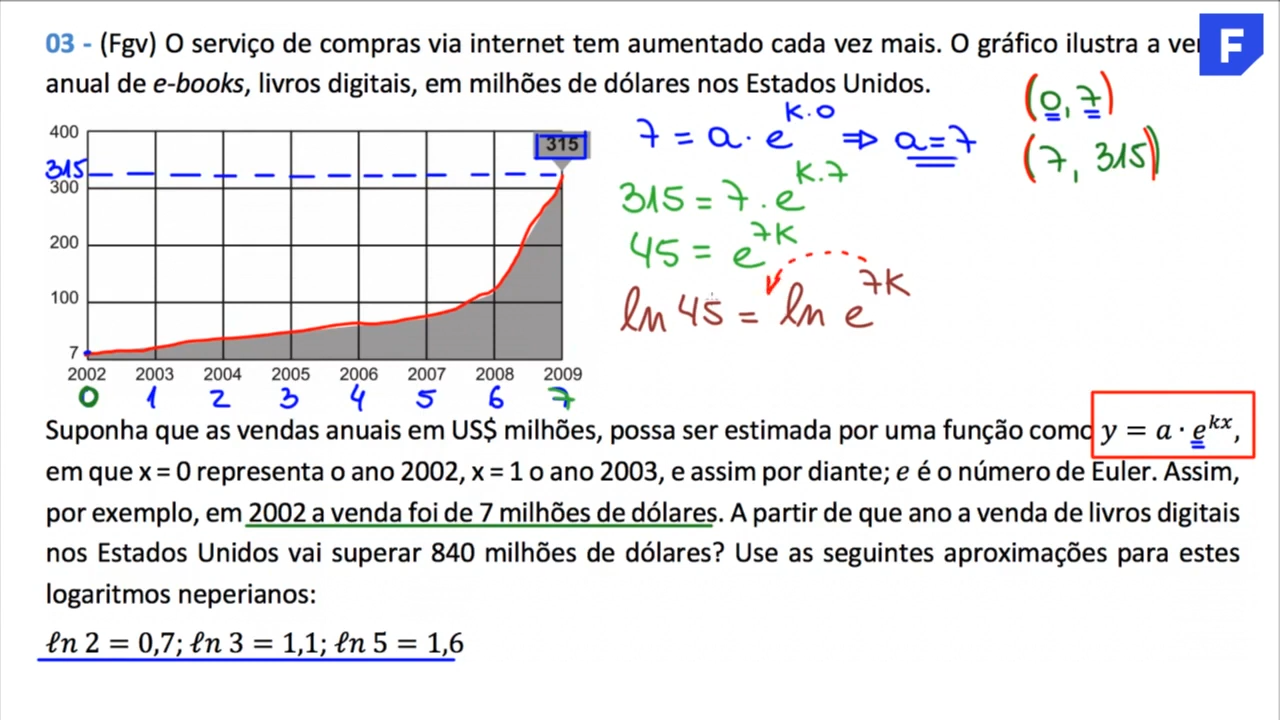 03 - (Fgv) O serviço de compras via internet tem aumentado cada vez mais. O gráfico ilustra a
F
anual de e-books, livros digitais, em milhões de dólares nos Estados Unidos.
(0, 7)
(7, 315)
7 = a · e^{k·0} ⇒ a = 7
315 = 7 · e^{k·7}
45 = e^{7k}
ln 45 = ln e^{7k}
400
315
315
300
200
100
7
2002 2003 2004 2005 2006 2007 2008 2009
0 1 2 3 4 5 6 7
Suponha que as vendas anuais em US$ milhões, possa ser estimada por uma função como y = a · e^{kx},
em que x = 0 representa o ano 2002, x = 1 o ano 2003, e assim por diante; e é o número de Euler. Assim,
por exemplo, em 2002 a venda foi de 7 milhões de dólares. A partir de que ano a venda de livros digitais
nos Estados Unidos vai superar 840 milhões de dólares? Use as seguintes aproximações para estes
logaritmos neperianos:
ℓn 2 = 0,7; ℓn 3 = 1,1; ℓn 5 = 1,6